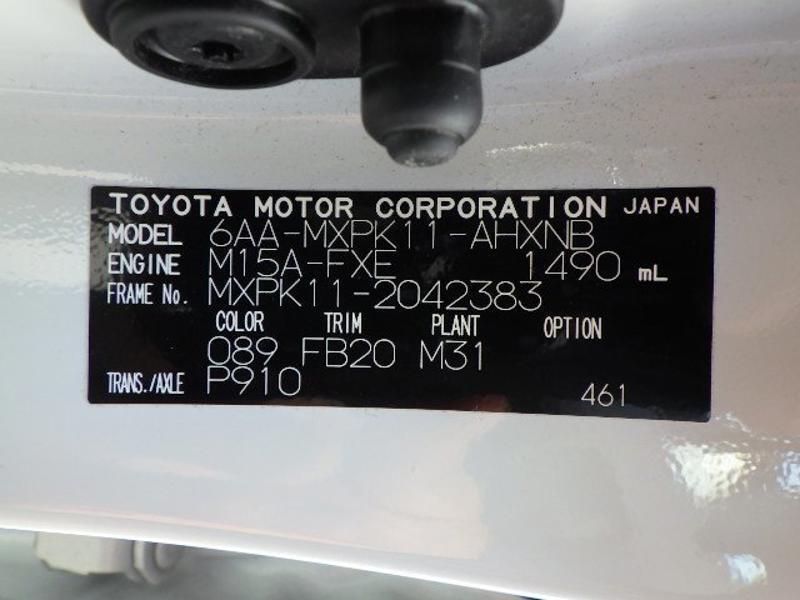 TOYOTA MOTOR CORPORATION JAPAN
MODEL 6AA-MXPK11-AHXNB
ENGINE M15A-FXE 1490 mL
FRAME No. MXPK11-2042383
COLOR TRIM PLANT OPTION
089 FB20 M31
TRANS./AXLE P910 461